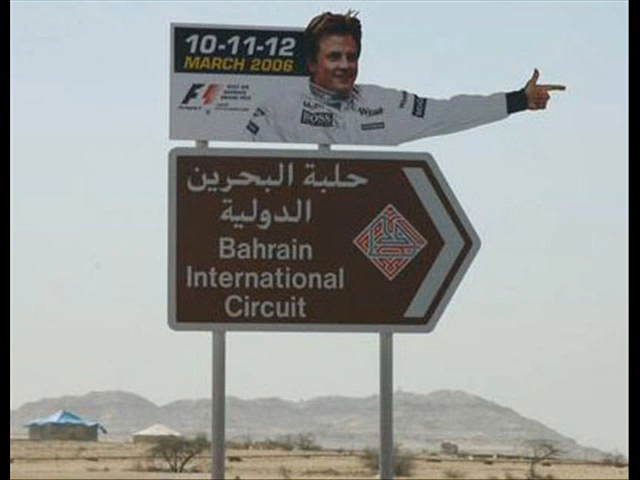 10-11-12
MARCH 2006
F1
BOSS
حلبة البحرين
الدولية
Bahrain
International
Circuit